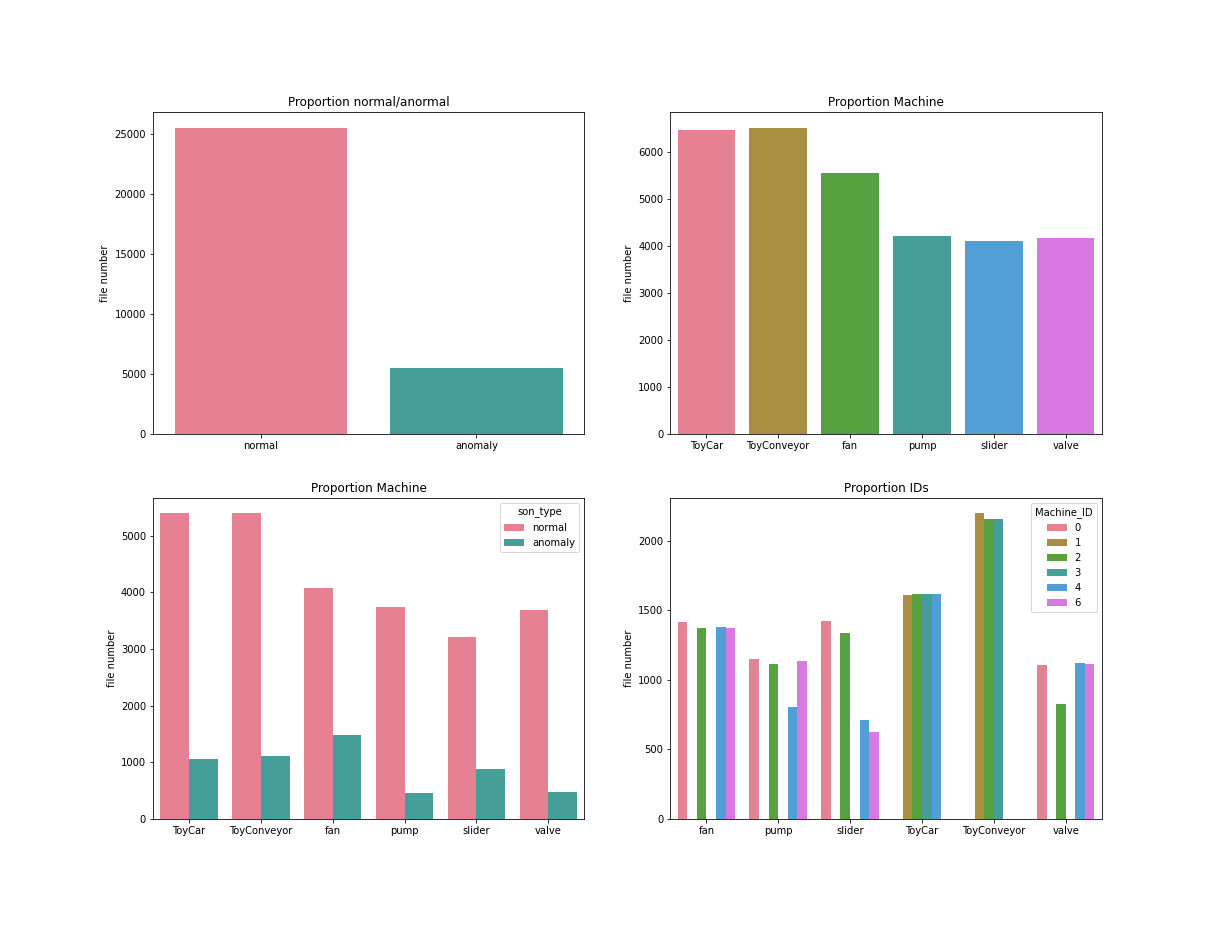 Proportion normal/anormal
file number
25000
20000
15000
10000
5000
0
normal anomaly
Proportion Machine
file number
6000
5000
4000
3000
2000
1000
0
ToyCar ToyConveyor fan pump slider valve
Proportion Machine
file number
5000
4000
3000
2000
1000
0
ToyCar ToyConveyor fan pump slider valve
son_type
normal
anomaly
Proportion IDs
file number
2000
1500
1000
500
0
fan pump slider ToyCar ToyConveyor valve
Machine_ID
0
1
2
3
4
6